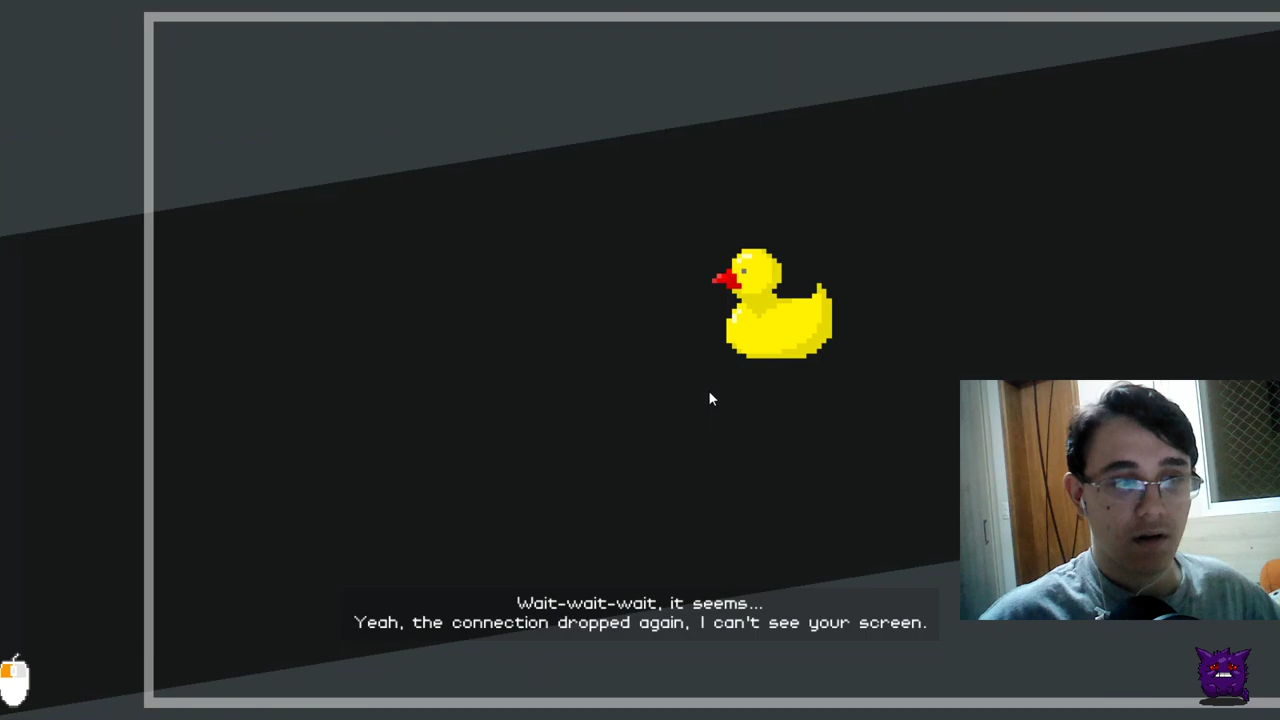 Wait-wait-wait, it seems...
Yeah, the connection dropped again, I can't see your screen.